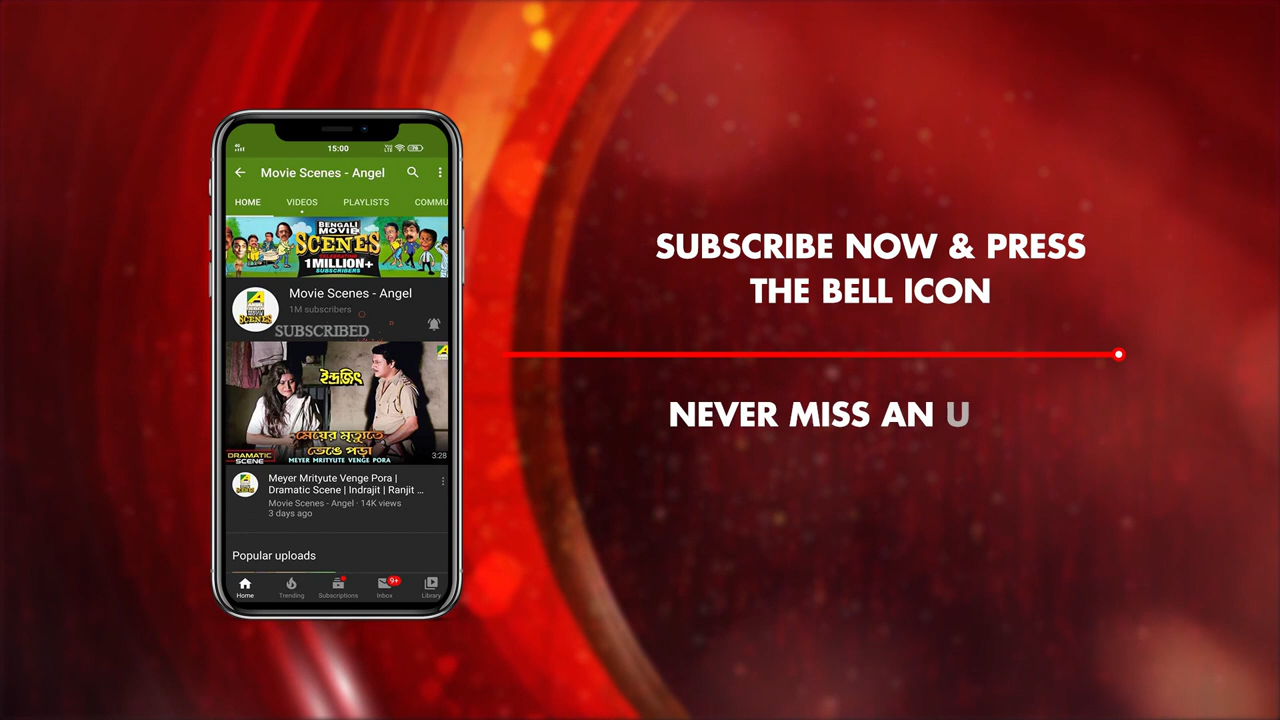 15:00
Movie Scenes - Angel
HOME VIDEOS PLAYLISTS COMMU
BENGALI
MOVIE
SCENES
CELEBRATING
1MILLION+
SUBSCRIBERS
Movie Scenes - Angel
1M subscribers
SUBSCRIBED
ইন্দ্রজিৎ
মেয়ের মৃত্যুতে
ভেঙে পড়া
DRAMATIC
SCENE
MEYER MRITYUTE VENGE PORA
3:28
Meyer Mrityute Venge Pora |
Dramatic Scene | Indrajit | Ranjit ...
Movie Scenes - Angel · 14K views
3 days ago
Popular uploads
9+
Home Trending Subscriptions Inbox Library
SUBSCRIBE NOW & PRESS
THE BELL ICON
NEVER MISS AN U